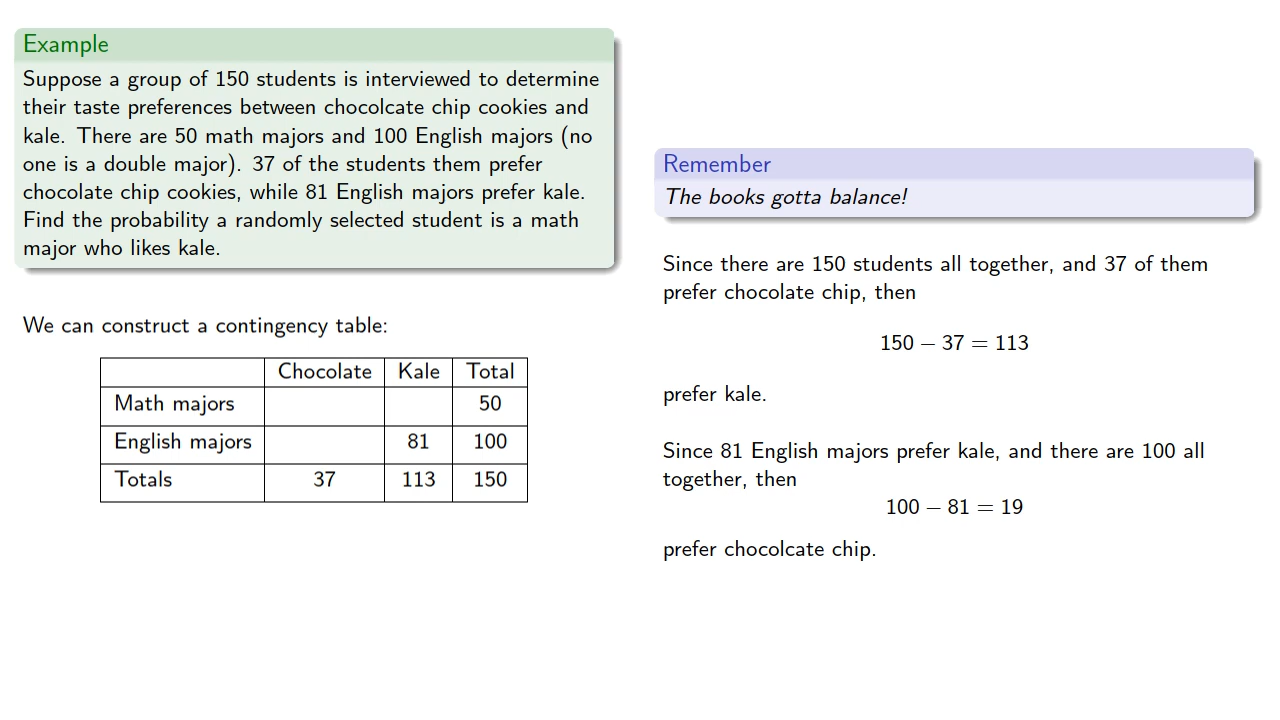 Example
Suppose a group of 150 students is interviewed to determine
their taste preferences between chocolcate chip cookies and
kale. There are 50 math majors and 100 English majors (no
one is a double major). 37 of the students them prefer
chocolate chip cookies, while 81 English majors prefer kale.
Find the probability a randomly selected student is a math
major who likes kale.
We can construct a contingency table:
Chocolate Kale Total
Math majors 50
English majors 81 100
Totals 37 113 150
Remember
The books gotta balance!
Since there are 150 students all together, and 37 of them
prefer chocolate chip, then
150 − 37 = 113
prefer kale.
Since 81 English majors prefer kale, and there are 100 all
together, then
100 − 81 = 19
prefer chocolcate chip.